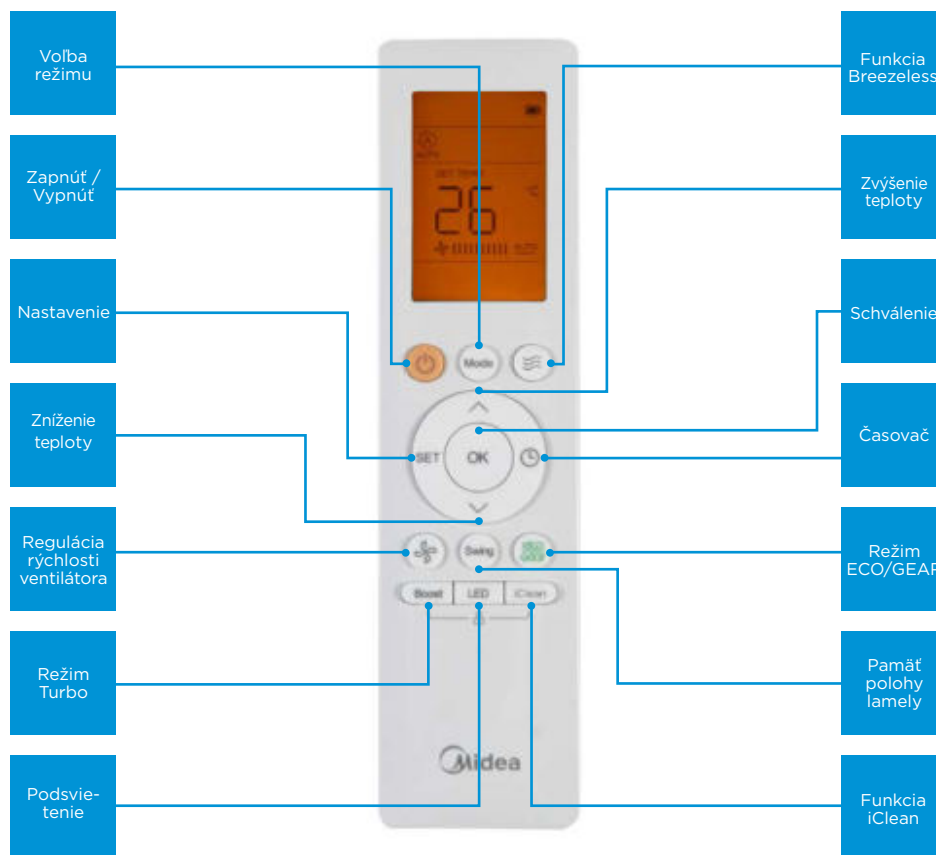 Voľba
režimu
Zapnúť /
Vypnúť
Nastavenie
Zníženie
teploty
Regulácia
rýchlosti
ventilátora
Režim
Turbo
Podsvie-
tenie
AUTO
SET TEMP
26 °C
Mode
SET
OK
Swing
Boost
LED
iClean
Midea
Funkcia
Breezeless
Zvýšenie
teploty
Schválenie
Časovač
Režim
ECO/GEAR
Pamäť
polohy
lamely
Funkcia
iClean